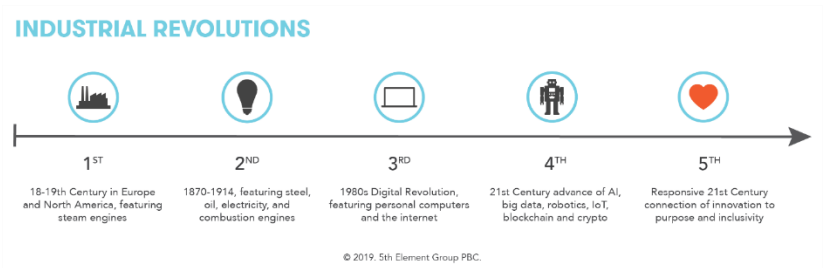 INDUSTRIAL REVOLUTIONS
1ST
18-19th Century in Europe
and North America, featuring
steam engines
2ND
1870-1914, featuring steel,
oil, electricity, and
combustion engines
3RD
1980s Digital Revolution,
featuring personal computers
and the internet
4TH
21st Century advance of AI,
big data, robotics, IoT,
blockchain and crypto
5TH
Responsive 21st Century
connection of innovation to
purpose and inclusivity
© 2019. 5th Element Group PBC.